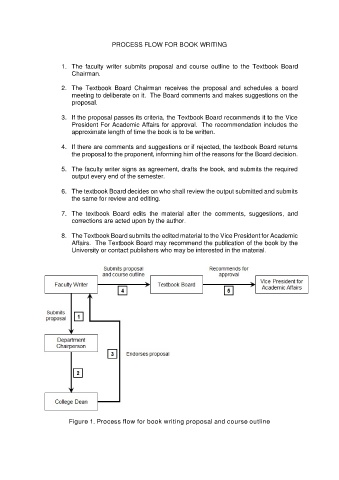 PROCESS FLOW FOR BOOK WRITING
1. The faculty writer submits proposal and course outline to the Textbook Board
Chairman.
2. The Textbook Board Chairman receives the proposal and schedules a board
meeting to deliberate on it. The Board comments and makes suggestions on the
proposal.
3. If the proposal passes its criteria, the Textbook Board recommends it to the Vice
President For Academic Affairs for approval. The recommendation includes the
approximate length of time the book is to be written.
4. If there are comments and suggestions or if rejected, the textbook Board returns
the proposal to the proponent, informing him of the reasons for the Board decision.
5. The faculty writer signs as agreement, drafts the book, and submits the required
output every end of the semester.
6. The textbook Board decides on who shall review the output submitted and submits
the same for review and editing.
7. The textbook Board edits the material after the comments, suggestions, and
corrections are acted upon by the author.
8. The Textbook Board submits the edited material to the Vice President for Academic
Affairs. The Textbook Board may recommend the publication of the book by the
University or contact publishers who may be interested in the material.
Submits proposal
and course outline
Recommends for
approval
Faculty Writer
4
Textbook Board
5
Vice President for
Academic Affairs
Submits
proposal
1
Department
Chairperson
3
Endorses proposal
2
College Dean
Figure 1. Process flow for book writing proposal and course outline